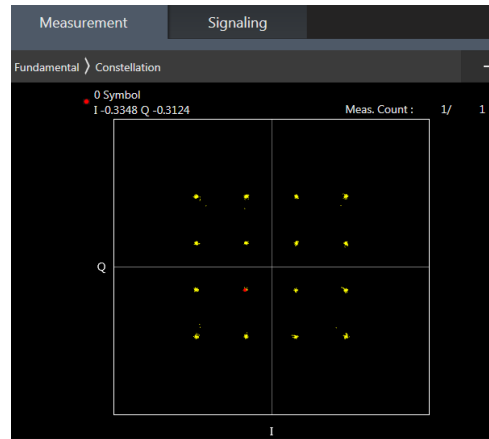 Measurement Signaling
Fundamental 〉 Constellation
0 Symbol
I -0.3348 Q -0.3124 Meas. Count : 1/ 1
Q
I